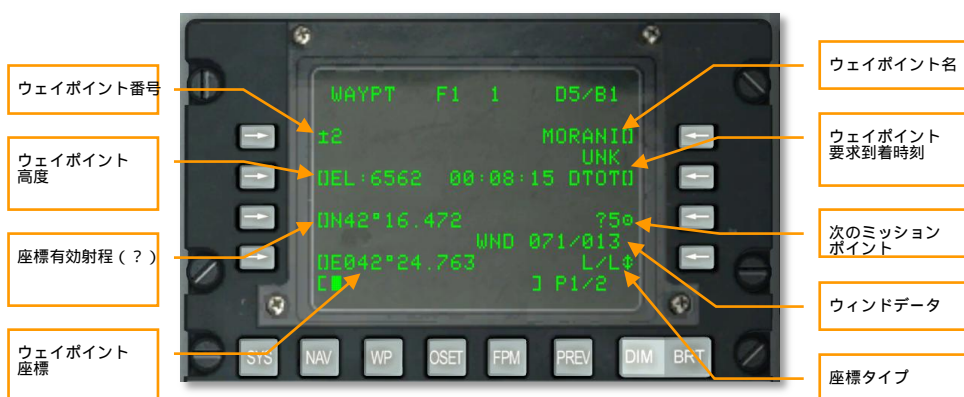 ウェイポイント番号
ウェイポイント
高度
座標有効射程(?)
ウェイポイント
座標
WAYPT F1 1 D5/B1
±2 MORANI[]
UNK
[]EL:6562 00:08:15 DTOT[]
[]N42°16.472 ?5⊙
WND 071/013
[]E042°24.763 L/L↕
[ ] P1/2
SYS NAV WP OSET FPM PREV DIM BRT
ウェイポイント名
ウェイポイント
要求到着時刻
次のミッション
ポイント
ウィンドデータ
座標タイプ